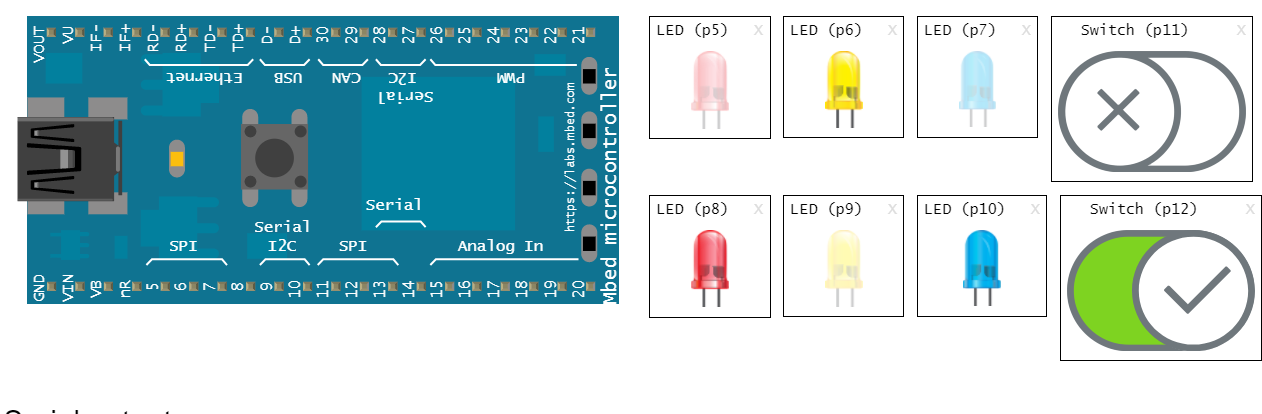 VOUT VU IF- IF+ RD- RD+ TD- TD+ D- D+ 30 29 28 27 26 25 24 23 22 21
Ethernet USB CAN I2C PWM
Serial
https://labs.mbed.com
Mbed microcontroller
Serial
Serial
SPI I2C SPI Analog In
GND VIN VB nR 5 6 7 8 9 10 11 12 13 14 15 16 17 18 19 20
LED (p5) X
LED (p6) X
LED (p7) X
Switch (p11) X
LED (p8) X
LED (p9) X
LED (p10) X
Switch (p12) X